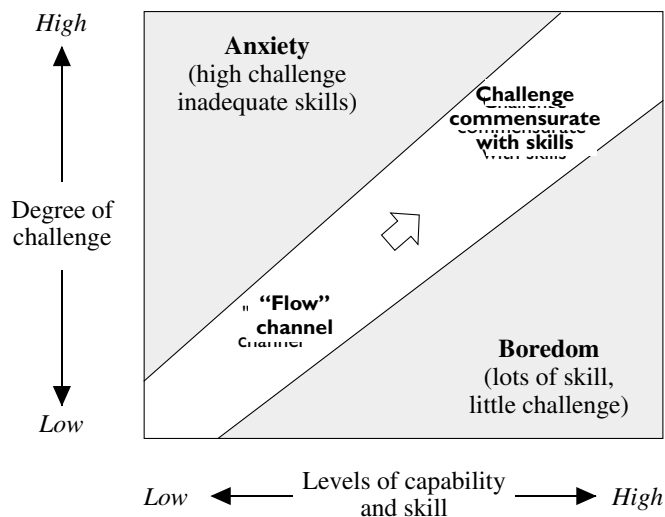 High
Anxiety
(high challenge
inadequate skills)
Challenge
commensurate
with skills
Degree of
challenge
"Flow"
channel
Boredom
(lots of skill,
little challenge)
Low
Low
Levels of capability
and skill
High